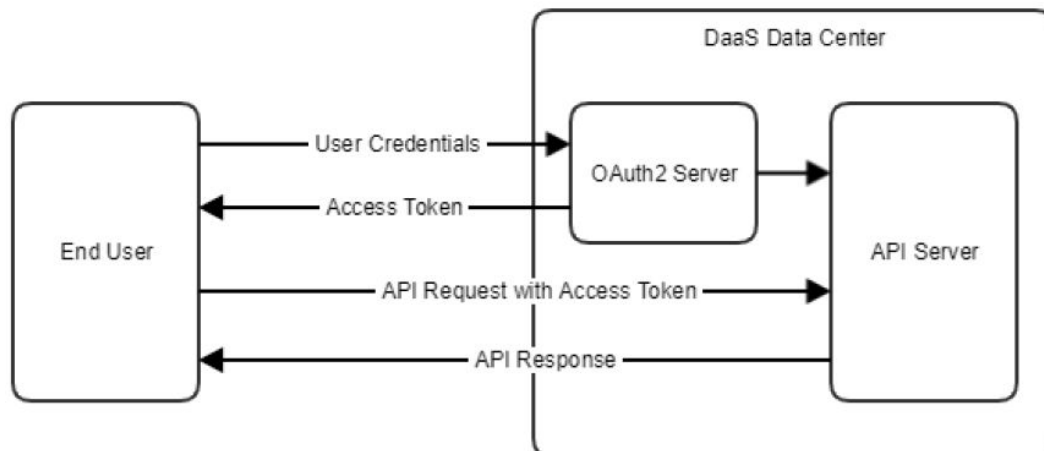 DaaS Data Center
User Credentials
OAuth2 Server
Access Token
End User
API Server
API Request with Access Token
API Response